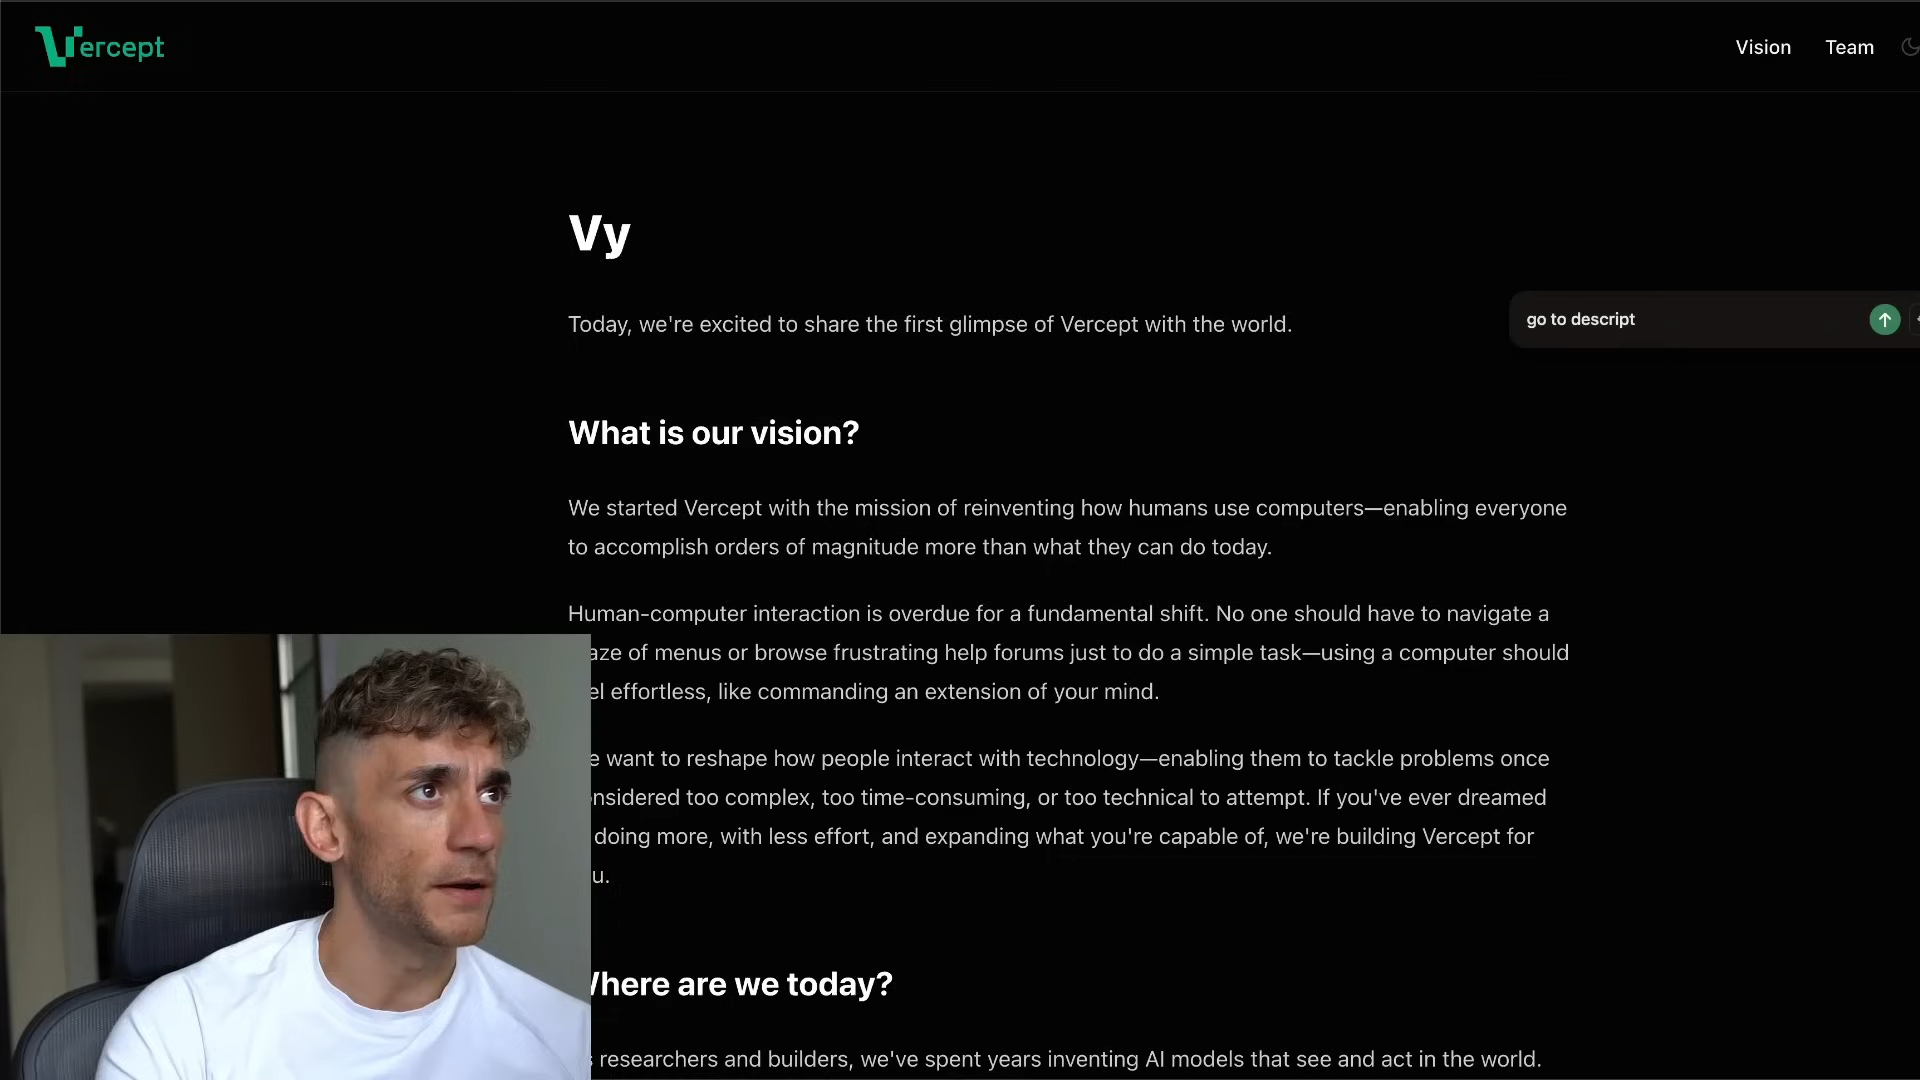 Vercept
Vision Team
Vy
go to descript
Today, we're excited to share the first glimpse of Vercept with the world.
What is our vision?
We started Vercept with the mission of reinventing how humans use computers—enabling everyone
to accomplish orders of magnitude more than what they can do today.
Human-computer interaction is overdue for a fundamental shift. No one should have to navigate a
aze of menus or browse frustrating help forums just to do a simple task—using a computer should
el effortless, like commanding an extension of your mind.
e want to reshape how people interact with technology—enabling them to tackle problems once
onsidered too complex, too time-consuming, or too technical to attempt. If you've ever dreamed
doing more, with less effort, and expanding what you're capable of, we're building Vercept for
u.
Where are we today?
s researchers and builders, we've spent years inventing AI models that see and act in the world.